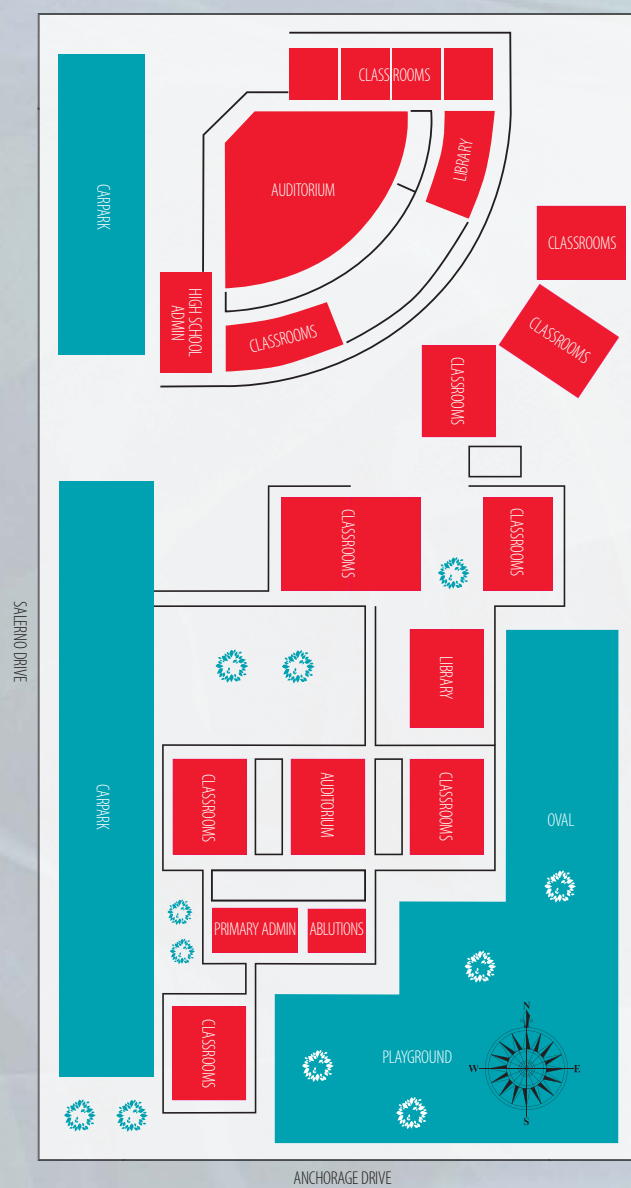 CLASSROOMS
CARPARK
AUDITORIUM
LIBRARY
CLASSROOMS
HIGH SCHOOL
ADMIN
CLASSROOMS
CLASSROOMS
CLASSROOMS
CLASSROOMS
CLASSROOMS
SALERNO DRIVE
LIBRARY
CARPARK
CLASSROOMS
AUDITORIUM
CLASSROOMS
OVAL
PRIMARY ADMIN
ABLUTIONS
CLASSROOMS
PLAYGROUND
N
W
E
S
ANCHORAGE DRIVE